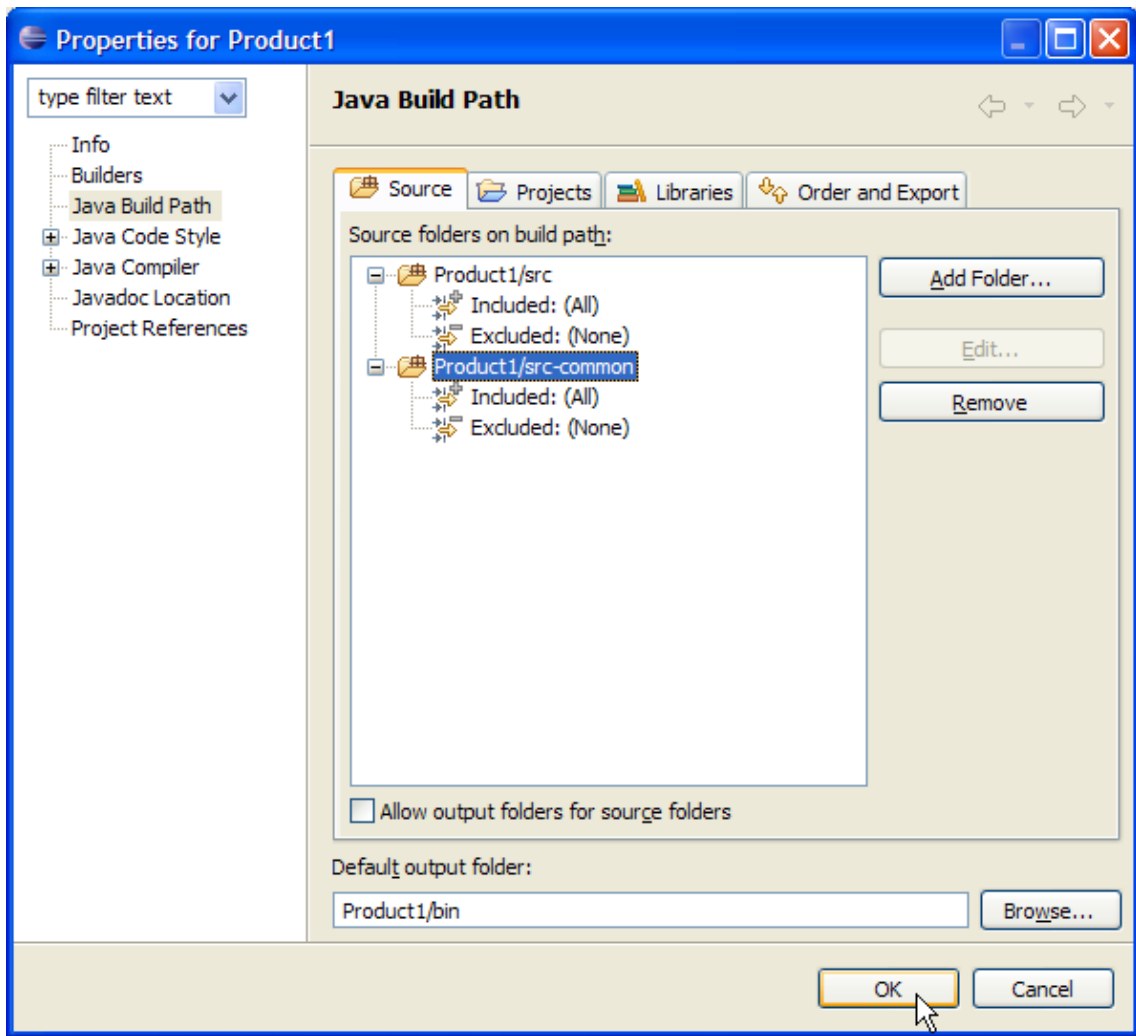 Properties for Product1
type filter text
Info
Builders
Java Build Path
Java Code Style
Java Compiler
Javadoc Location
Project References
Java Build Path
Source
Projects
Libraries
Order and Export
Source folders on build path:
Product1/src
Included: (All)
Excluded: (None)
Product1/src-common
Included: (All)
Excluded: (None)
Add Folder...
Edit...
Remove
Allow output folders for source folders
Default output folder:
Product1/bin
Browse...
OK
Cancel